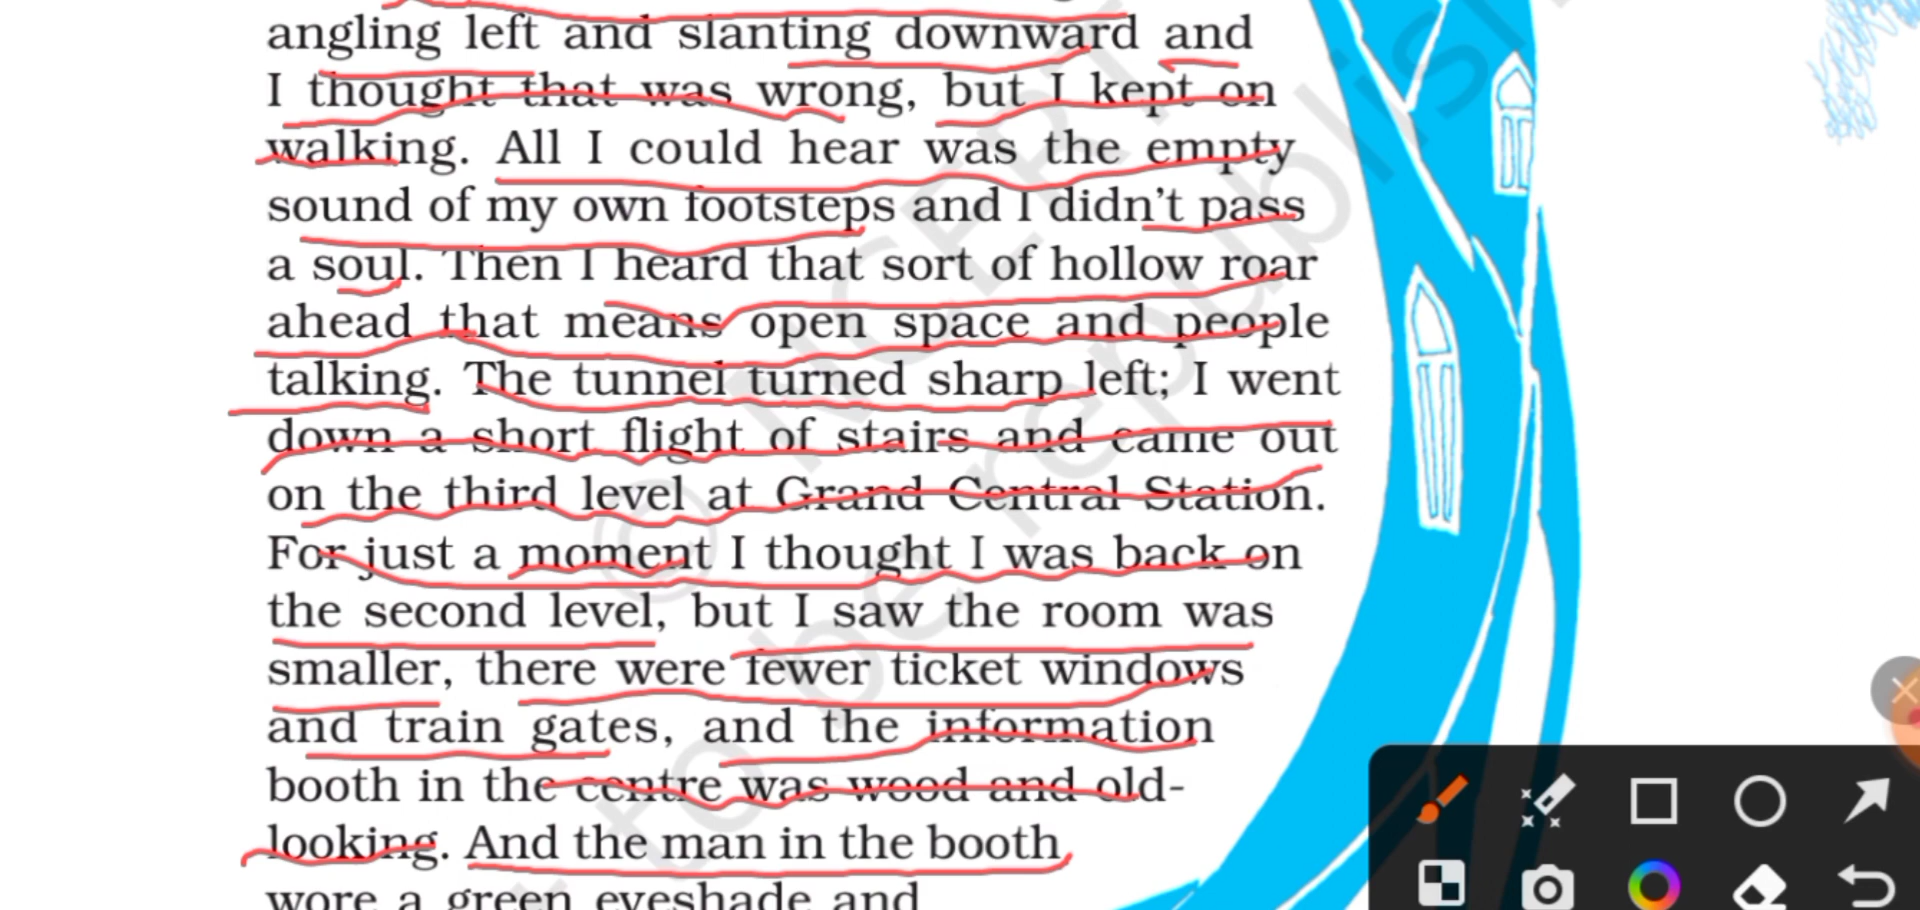 angling left and slanting downward and
I thought that was wrong, but I kept on
walking. All I could hear was the empty
sound of my own footsteps and I didn't pass
a soul. Then I heard that sort of hollow roar
ahead that means open space and people
talking. The tunnel turned sharp left; I went
down a short flight of stairs and came out
on the third level at Grand Central Station.
For just a moment I thought I was back on
the second level, but I saw the room was
smaller, there were fewer ticket windows
and train gates, and the information
booth in the centre was wood and old-
looking. And the man in the booth
wore a green eyeshade and
© NCERT
t to be republis